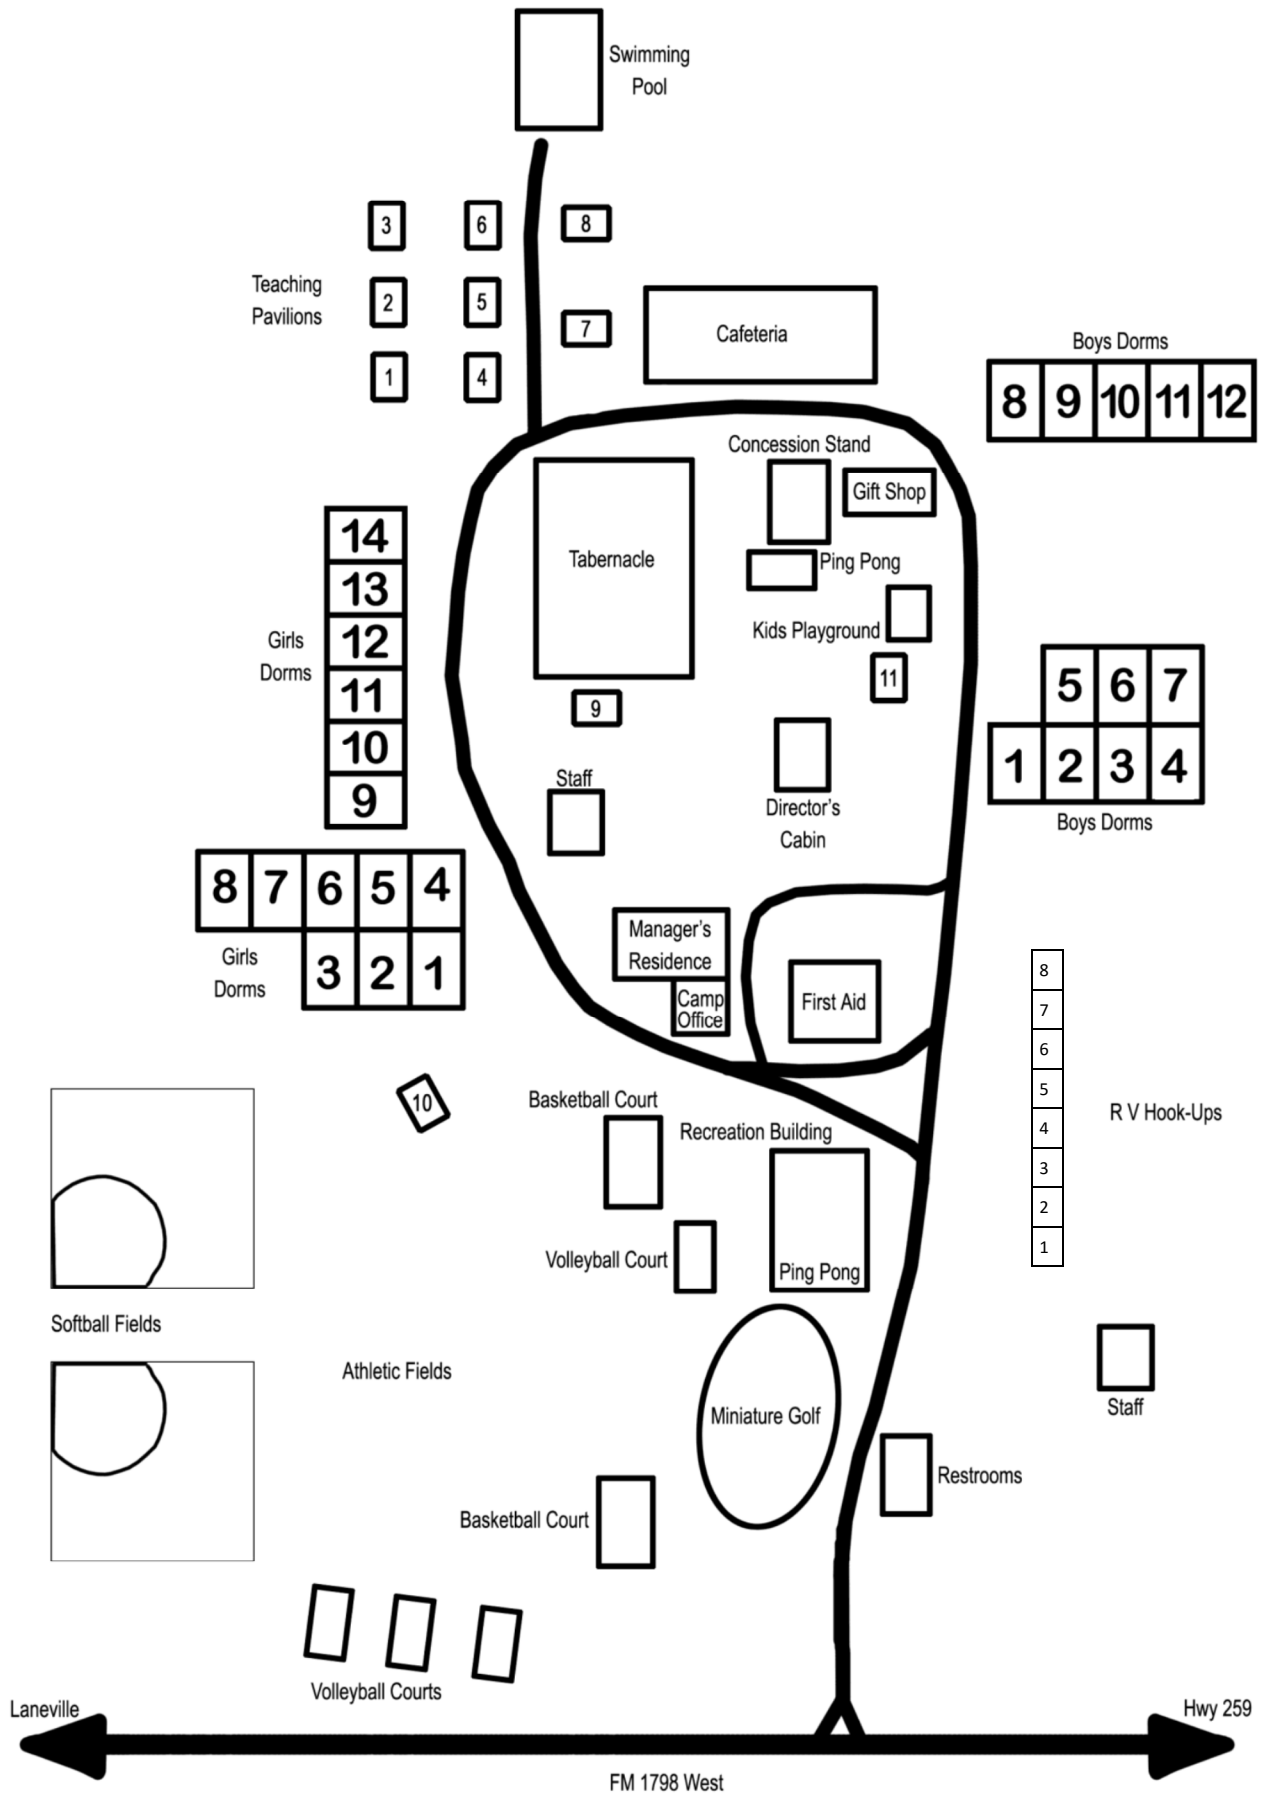 Swimming
Pool
3
6
8
Teaching
Pavilions
2
5
7
1
4
Cafeteria
Boys Dorms
8 9 10 11 12
Concession Stand
Gift Shop
Tabernacle
Ping Pong
Kids Playground
11
14
13
12
11
10
9
Girls
Dorms
5 6 7
1 2 3 4
Boys Dorms
9
Staff
Director's
Cabin
8 7 6 5 4
3 2 1
Girls
Dorms
Manager's
Residence
Camp
Office
First Aid
8
7
6
5
4
3
2
1
R V Hook-Ups
10
Basketball Court
Recreation Building
Volleyball Court
Ping Pong
Softball Fields
Athletic Fields
Miniature Golf
Staff
Restrooms
Basketball Court
Volleyball Courts
Laneville
Hwy 259
FM 1798 West